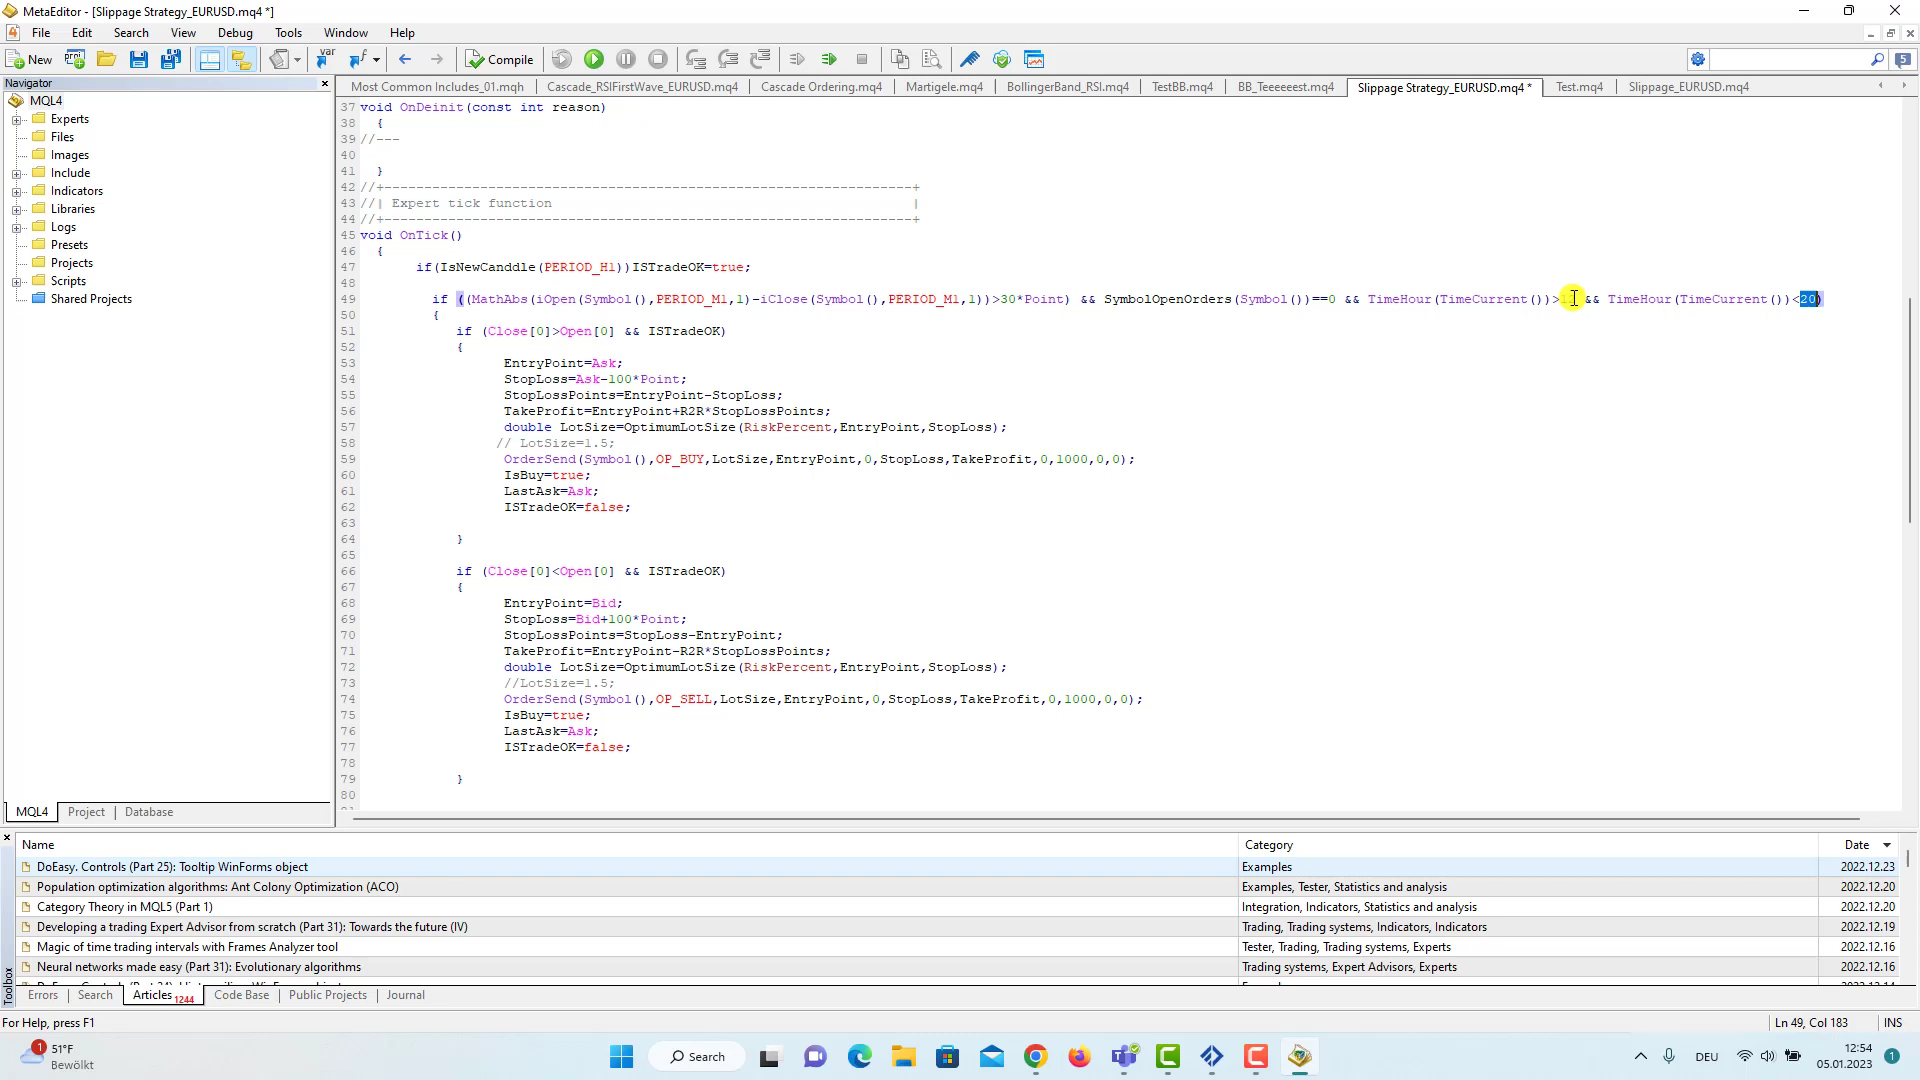 MetaEditor - [Slippage Strategy_EURUSD.mq4 *]
File Edit Search View Debug Tools Window Help
New Compile 5
Navigator
MQL4
Experts
Files
Images
Include
Indicators
Libraries
Logs
Presets
Projects
Scripts
Shared Projects
MQL4 Project Database
Most Common Includes_01.mqh Cascade_RSIFirstWave_EURUSD.mq4 Cascade Ordering.mq4 Martigele.mq4 BollingerBand_RSI.mq4 TestBB.mq4 BB_Teeeeeest.mq4 Slippage Strategy_EURUSD.mq4 * Test.mq4 Slippage_EURUSD.mq4
37 void OnDeinit(const int reason)
38 {
39 //---
40
41 }
42 //+------------------------------------------------------------------+
43 //| Expert tick function |
44 //+------------------------------------------------------------------+
45 void OnTick()
46 {
47 if(IsNewCanddle(PERIOD_H1))ISTradeOK=true;
48
49 if ((MathAbs(iOpen(Symbol(),PERIOD_M1,1)-iClose(Symbol(),PERIOD_M1,1))>30*Point) && SymbolOpenOrders(Symbol())==0 && TimeHour(TimeCurrent())> && TimeHour(TimeCurrent())<20)
50 {
51 if (Close[0]>Open[0] && ISTradeOK)
52 {
53 EntryPoint=Ask;
54 StopLoss=Ask-100*Point;
55 StopLossPoints=EntryPoint-StopLoss;
56 TakeProfit=EntryPoint+R2R*StopLossPoints;
57 double LotSize=OptimumLotSize(RiskPercent,EntryPoint,StopLoss);
58 // LotSize=1.5;
59 OrderSend(Symbol(),OP_BUY,LotSize,EntryPoint,0,StopLoss,TakeProfit,0,1000,0,0);
60 IsBuy=true;
61 LastAsk=Ask;
62 ISTradeOK=false;
63
64 }
65
66 if (Close[0]<Open[0] && ISTradeOK)
67 {
68 EntryPoint=Bid;
69 StopLoss=Bid+100*Point;
70 StopLossPoints=StopLoss-EntryPoint;
71 TakeProfit=EntryPoint-R2R*StopLossPoints;
72 double LotSize=OptimumLotSize(RiskPercent,EntryPoint,StopLoss);
73 //LotSize=1.5;
74 OrderSend(Symbol(),OP_SELL,LotSize,EntryPoint,0,StopLoss,TakeProfit,0,1000,0,0);
75 IsBuy=true;
76 LastAsk=Ask;
77 ISTradeOK=false;
78
79 }
80
Name Category Date
DoEasy. Controls (Part 25): Tooltip WinForms object Examples 2022.12.23
Population optimization algorithms: Ant Colony Optimization (ACO) Examples, Tester, Statistics and analysis 2022.12.20
Category Theory in MQL5 (Part 1) Integration, Indicators, Statistics and analysis 2022.12.20
Developing a trading Expert Advisor from scratch (Part 31): Towards the future (IV) Trading, Trading systems, Indicators, Indicators 2022.12.19
Magic of time trading intervals with Frames Analyzer tool Tester, Trading, Trading systems, Experts 2022.12.16
Neural networks made easy (Part 31): Evolutionary algorithms Trading systems, Expert Advisors, Experts 2022.12.16
Toolbox
Errors Search Articles 1244 Code Base Public Projects Journal
For Help, press F1 Ln 49, Col 183 INS
1 51°F
Bewölkt
Search
DEU
12:54
05.01.2023
1